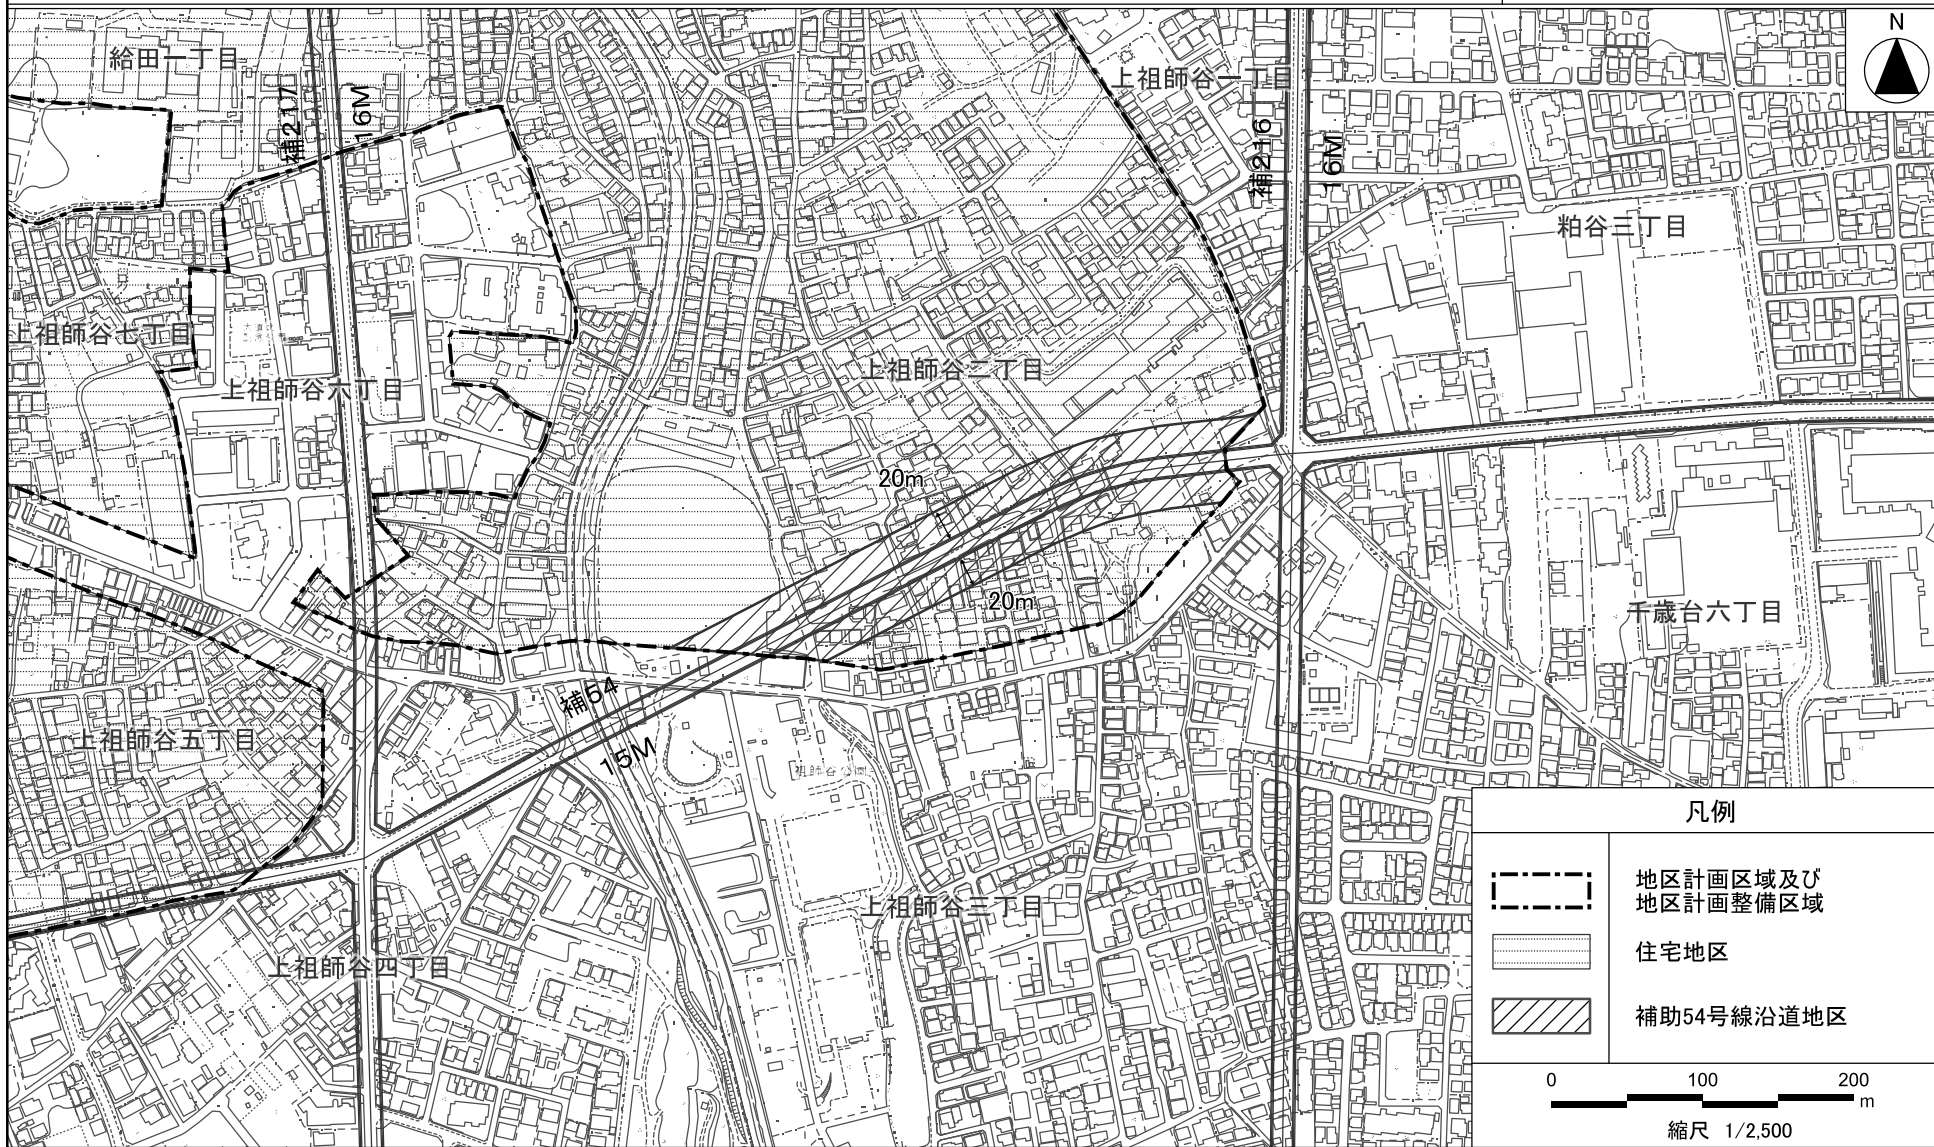 給田一丁目
補217
16M
上祖師谷一丁目
N
補216
16M
粕谷三丁目
上祖師谷七丁目
上祖師谷六丁目
上祖師谷二丁目
20m
20m
千歳台六丁目
補54
15M
上祖師谷五丁目
祖師谷公園
上祖師谷三丁目
上祖師谷四丁目
凡例
地区計画区域及び
地区計画整備区域
住宅地区
補助54号線沿道地区
0 100 200
m
縮尺 1/2,500